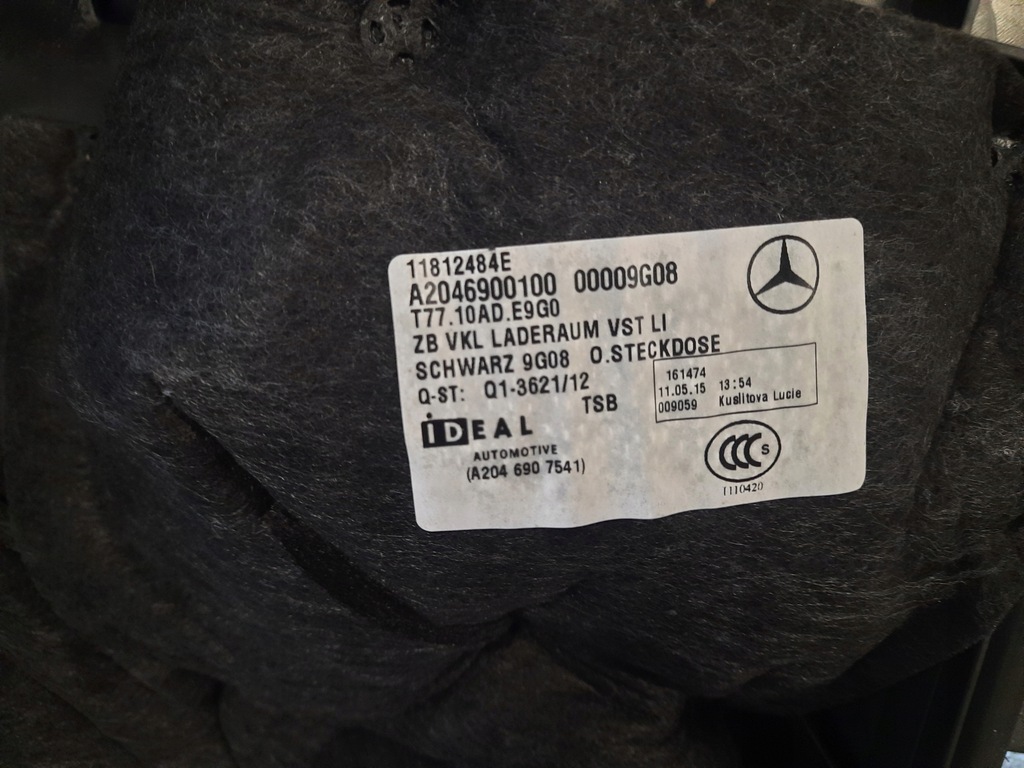 11812484E
A2046900100 00009G08
T77.10AD.E9G0
ZB VKL LADERAUM VST LI
SCHWARZ 9G08 O.STECKDOSE
Q-ST: Q1-3621/12
TSB
161474
11.05.15 13:54
009059 Kuslitova Lucie
iDEAL
AUTOMOTIVE
(A204 690 7541)
CCC S
1110420